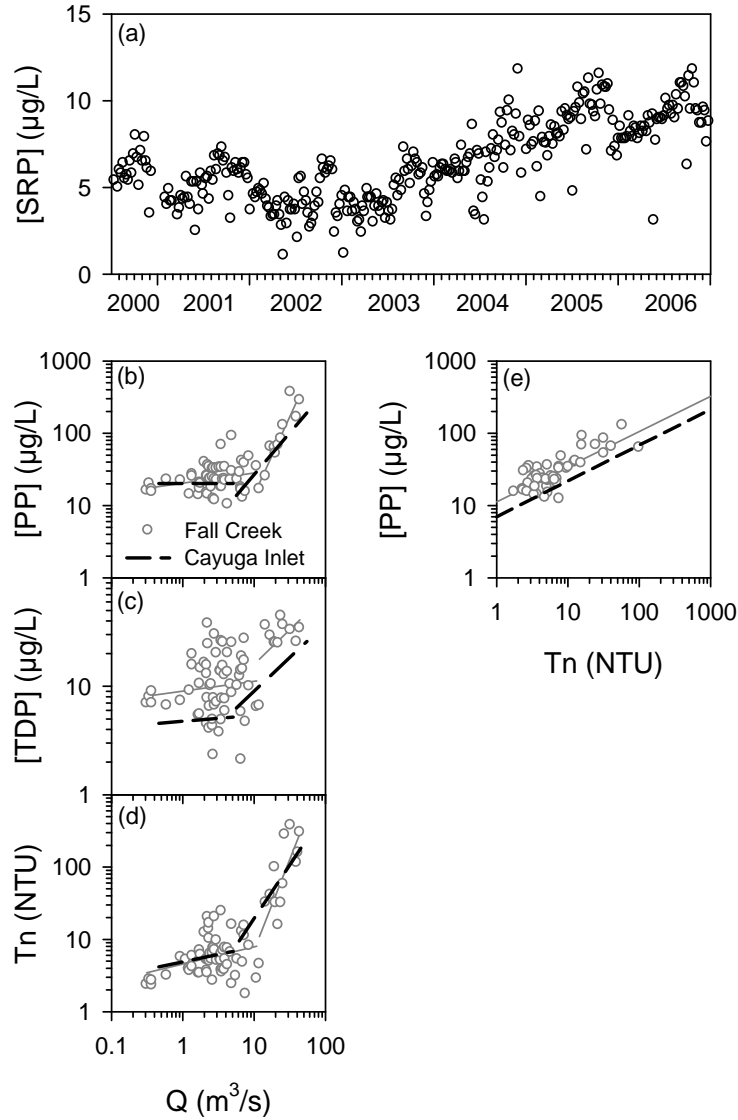 (a)
[SRP] (µg/L)
15
10
5
0
2000 2001 2002 2003 2004 2005 2006
(b)
[PP] (µg/L)
1000
100
10
1
Fall Creek
Cayuga Inlet
(e)
[PP] (µg/L)
1000
100
10
1
1 10 100 1000
Tn (NTU)
(c)
[TDP] (µg/L)
10
1
(d)
Tn (NTU)
100
10
1
0.1 1 10 100
Q (m³/s)